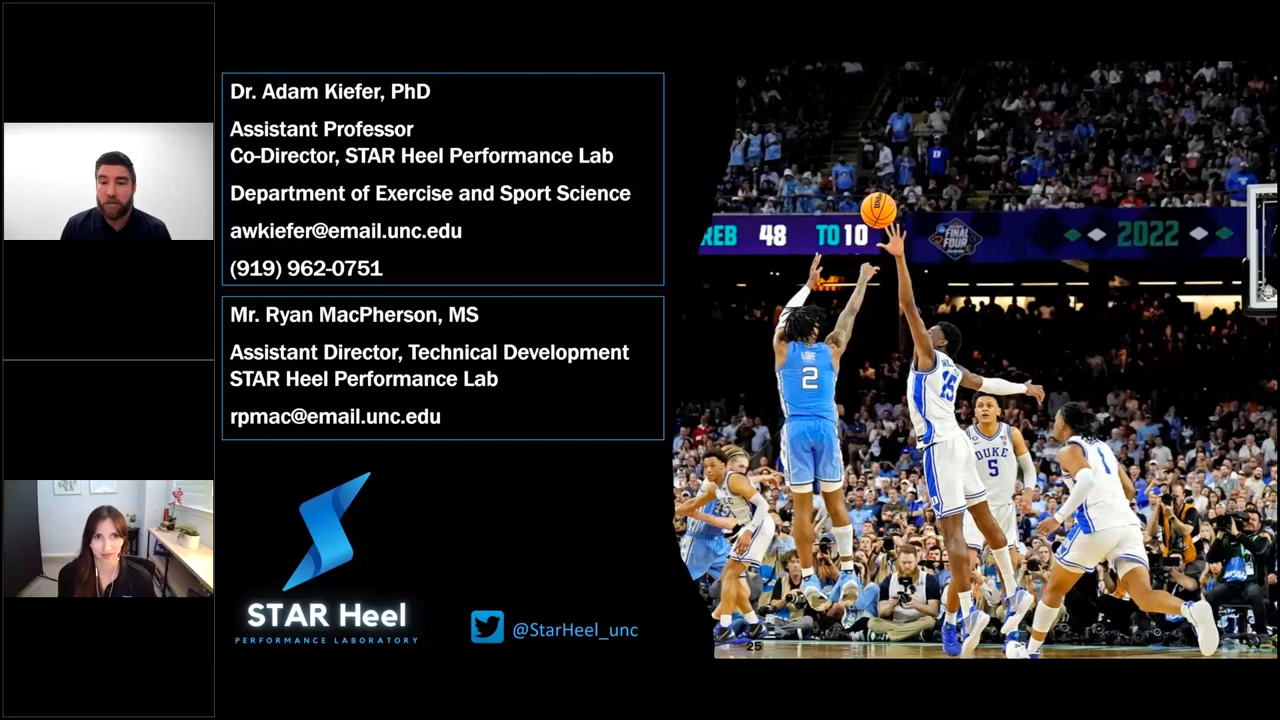 Dr. Adam Kiefer, PhD
Assistant Professor
Co-Director, STAR Heel Performance Lab
Department of Exercise and Sport Science
awkiefer@email.unc.edu
(919) 962-0751
Mr. Ryan MacPherson, MS
Assistant Director, Technical Development
STAR Heel Performance Lab
rpmac@email.unc.edu
STAR Heel
PERFORMANCE LABORATORY
@StarHeel_unc
REB 48 TO 10
FINAL FOUR
2022
LOVE
2
15
DUKE
5
1
25